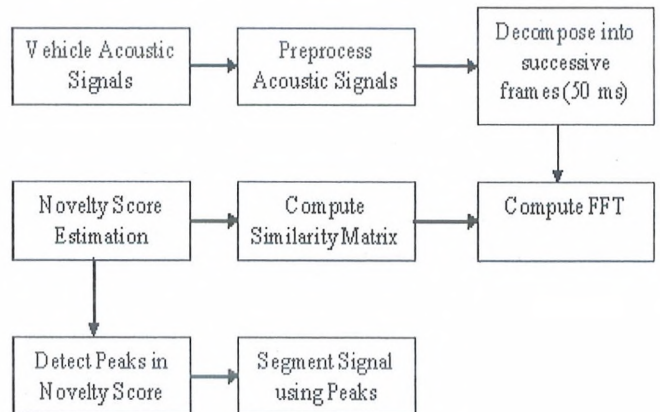 Vehicle Acoustic
Signals
Preprocess
Acoustic Signals
Decompose into
successive
frames (50 ms)
Novelty Score
Estimation
Compute
Similarity Matrix
Compute FFT
Detect Peaks in
Novelty Score
Segment Signal
using Peaks